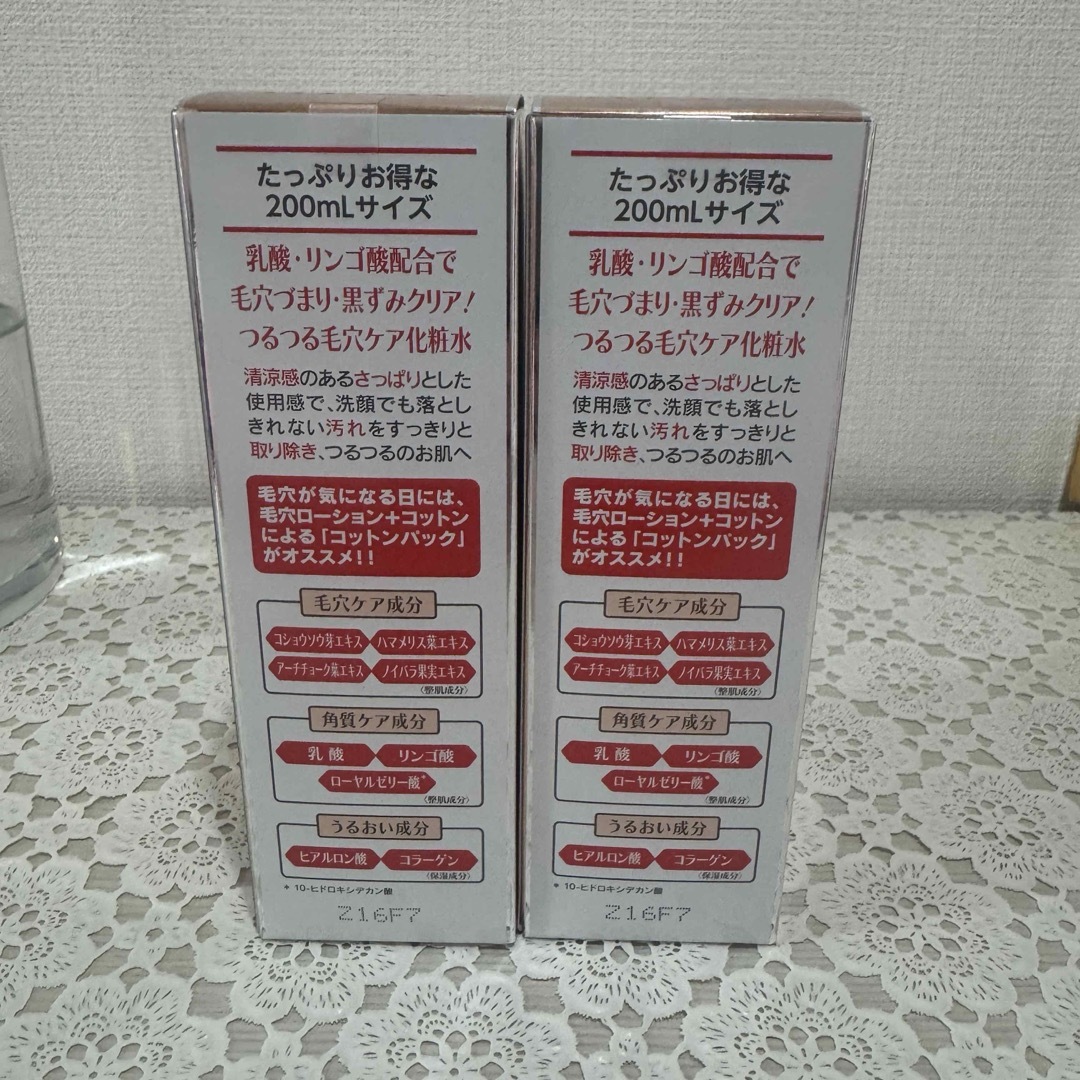 たっぷりお得な
200mLサイズ
乳酸・リンゴ酸配合で
毛穴づまり・黒ずみクリア!
つるつる毛穴ケア化粧水
清涼感のあるさっぱりとした
使用感で、洗顔でも落とし
きれない汚れをすっきりと
取り除き、つるつるのお肌へ
毛穴が気になる日には、
毛穴ローション+コットン
による「コットンパック」
がオススメ!!
毛穴ケア成分
コショウソウ芽エキス ハマメリス葉エキス
アーチチョーク葉エキス ノイバラ果実エキス
(整肌成分)
角質ケア成分
乳酸 リンゴ酸
ローヤルゼリー酸*
(整肌成分)
うるおい成分
ヒアルロン酸 コラーゲン
(保湿成分)
* 10-ヒドロキシデカン酸
Z16F7
たっぷりお得な
200mLサイズ
乳酸・リンゴ酸配合で
毛穴づまり・黒ずみクリア!
つるつる毛穴ケア化粧水
清涼感のあるさっぱりとした
使用感で、洗顔でも落とし
きれない汚れをすっきりと
取り除き、つるつるのお肌へ
毛穴が気になる日には、
毛穴ローション+コットン
による「コットンパック」
がオススメ!!
毛穴ケア成分
コショウソウ芽エキス ハマメリス葉エキス
アーチチョーク葉エキス ノイバラ果実エキス
(整肌成分)
角質ケア成分
乳酸 リンゴ酸
ローヤルゼリー酸*
(整肌成分)
うるおい成分
ヒアルロン酸 コラーゲン
(保湿成分)
* 10-ヒドロキシデカン酸
Z16F7